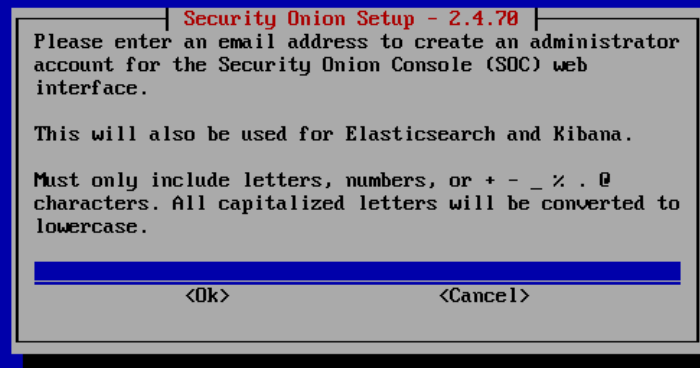 Security Onion Setup - 2.4.70
Please enter an email address to create an administrator
account for the Security Onion Console (SOC) web
interface.
This will also be used for Elasticsearch and Kibana.
Must only include letters, numbers, or + - _ % . @
characters. All capitalized letters will be converted to
lowercase.
<Ok> <Cancel>